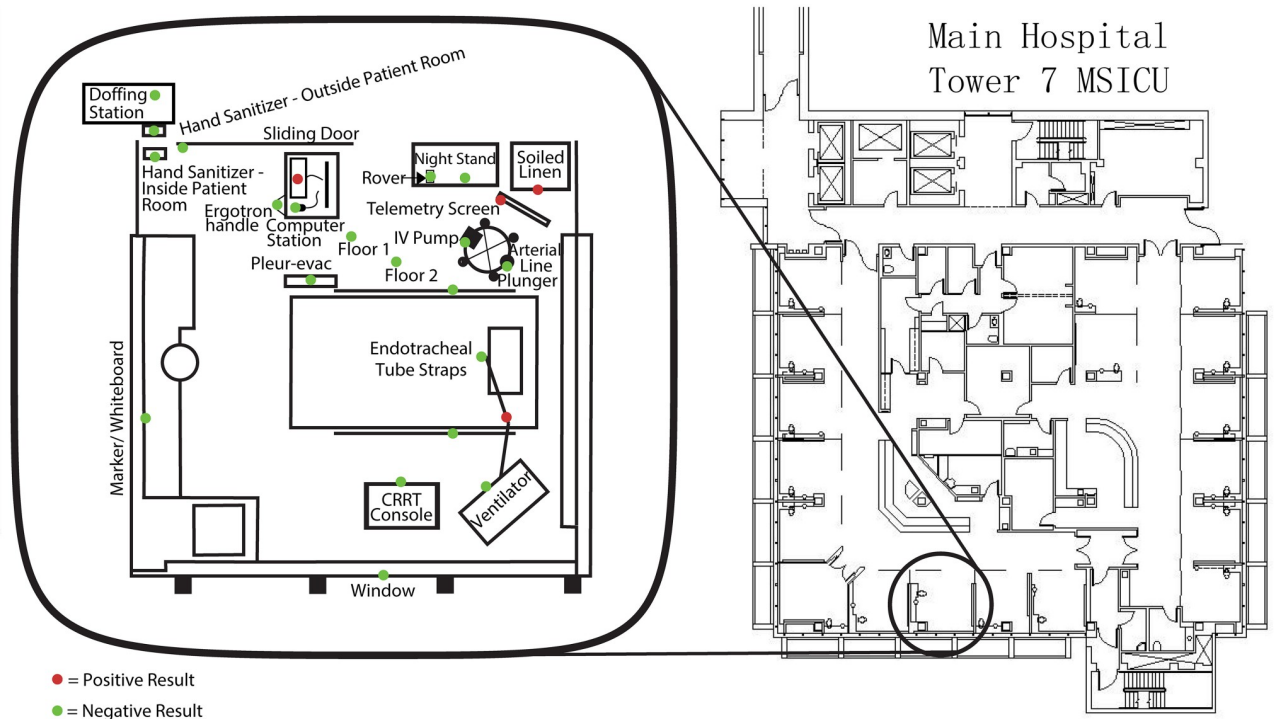 Main Hospital
Tower 7 MSICU
Doffing
Station
Hand Sanitizer - Outside Patient Room
Sliding Door
Hand Sanitizer -
Inside Patient
Room
Night Stand
Soiled
Linen
Rover
Ergotron
handle
Computer
Station
Telemetry Screen
Floor 1
IV Pump
Arterial
Line
Plunger
Floor 2
Pleur-evac
Endotracheal
Tube Straps
Marker/ Whiteboard
CRRT
Console
Ventilator
Window
= Positive Result
= Negative Result